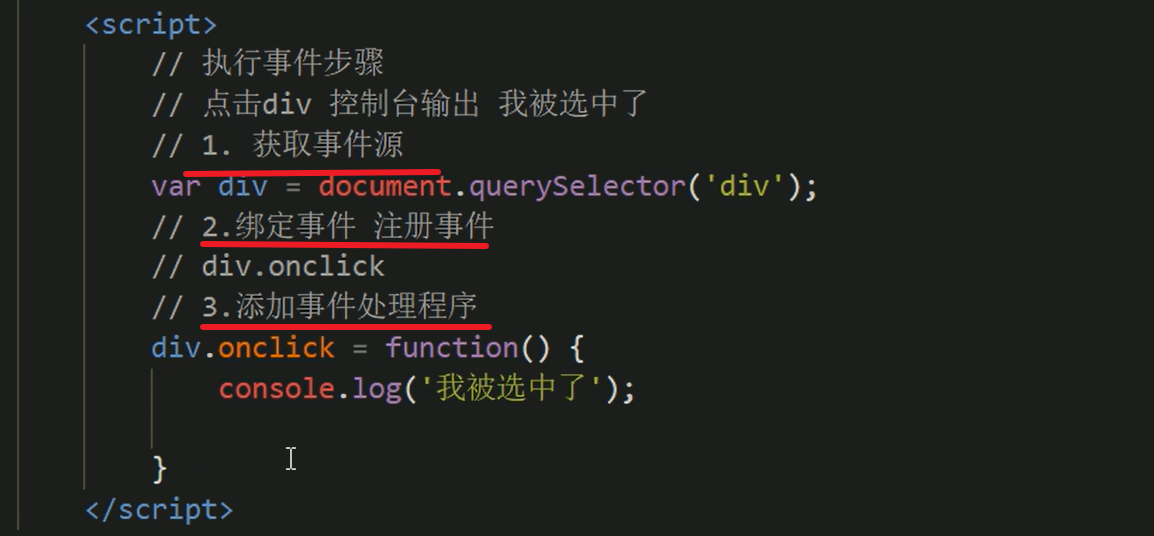 <script>
// 执行事件步骤
// 点击div 控制台输出 我被选中了
// 1. 获取事件源
var div = document.querySelector('div');
// 2.绑定事件 注册事件
// div.onclick
// 3.添加事件处理程序
div.onclick = function() {
console.log('我被选中了');
}
</script>